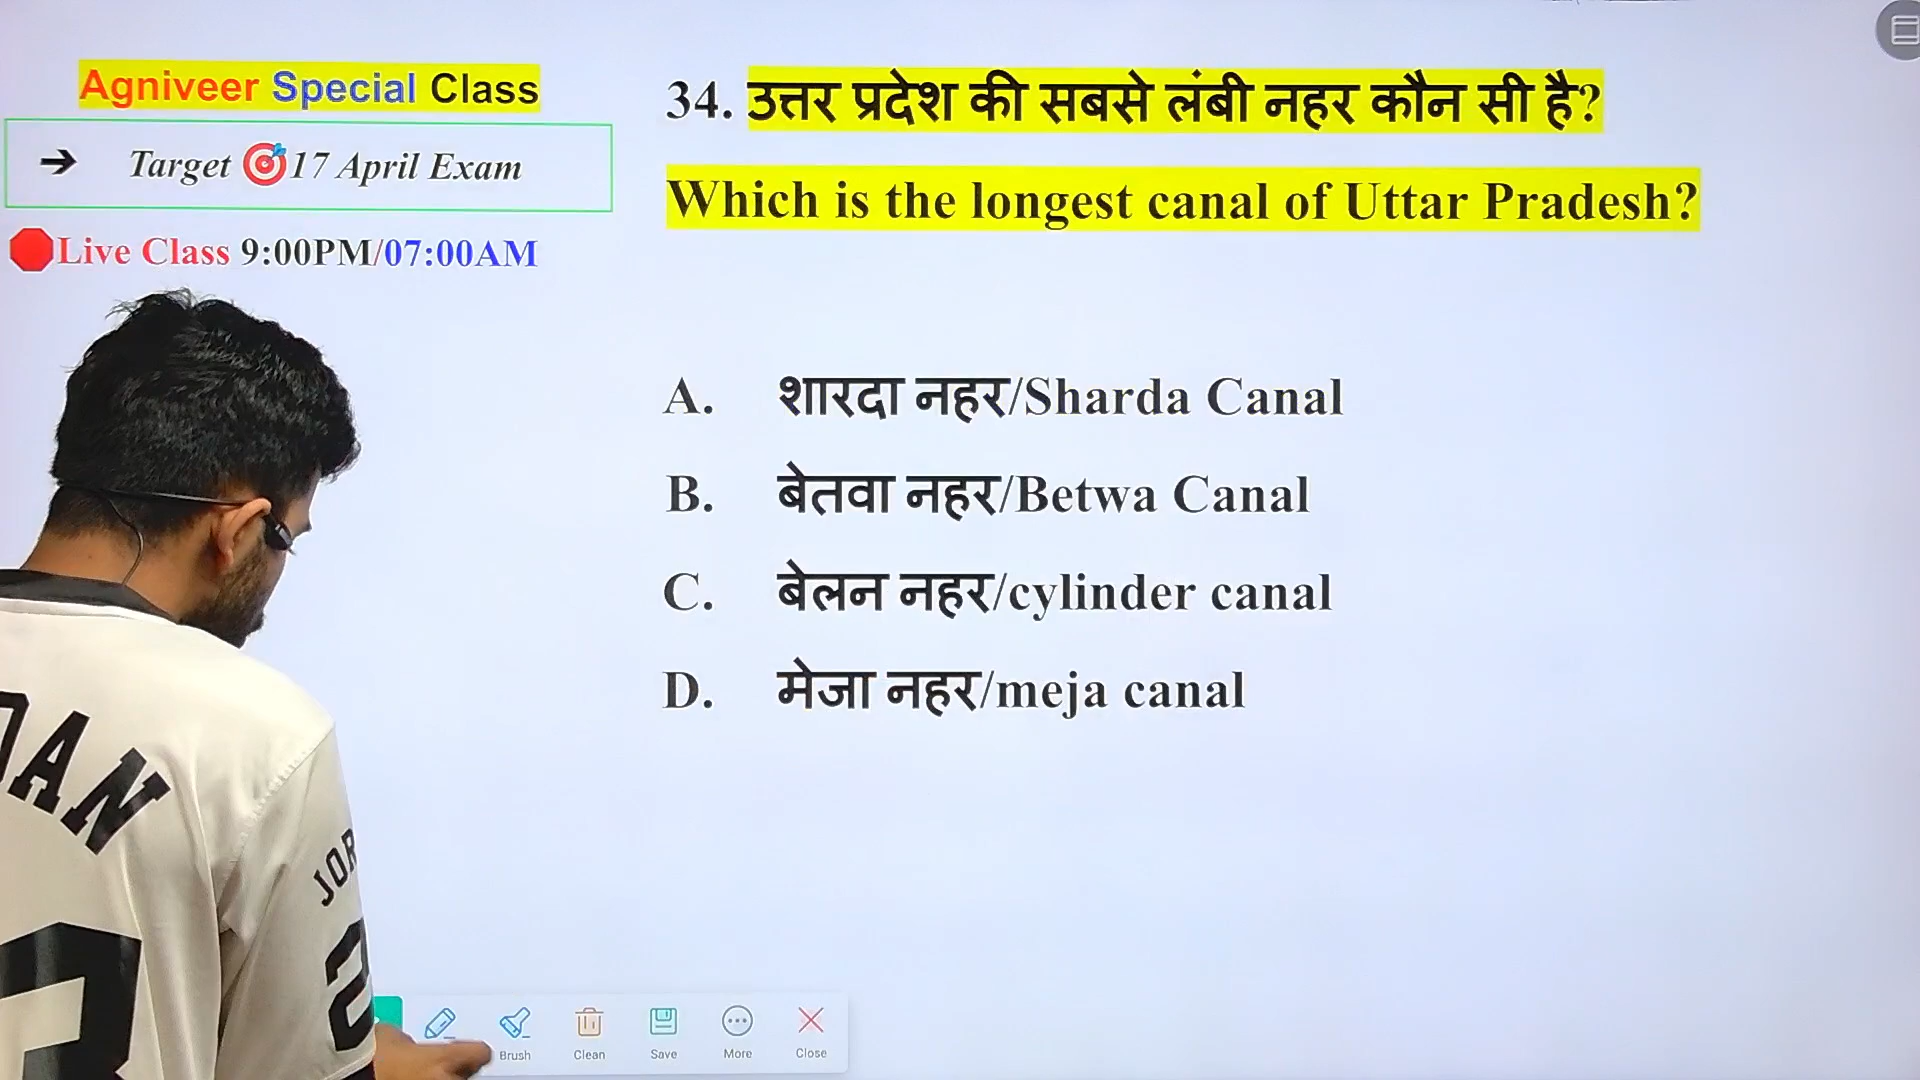 Agniveer Special Class
➔ Target 🎯17 April Exam
🛑Live Class 9:00PM/07:00AM
34. उत्तर प्रदेश की सबसे लंबी नहर कौन सी है?
Which is the longest canal of Uttar Pradesh?
A. शारदा नहर/Sharda Canal
B. बेतवा नहर/Betwa Canal
C. बेलन नहर/cylinder canal
D. मेजा नहर/meja canal
DAN
JOR
2
Brush Clean Save More Close